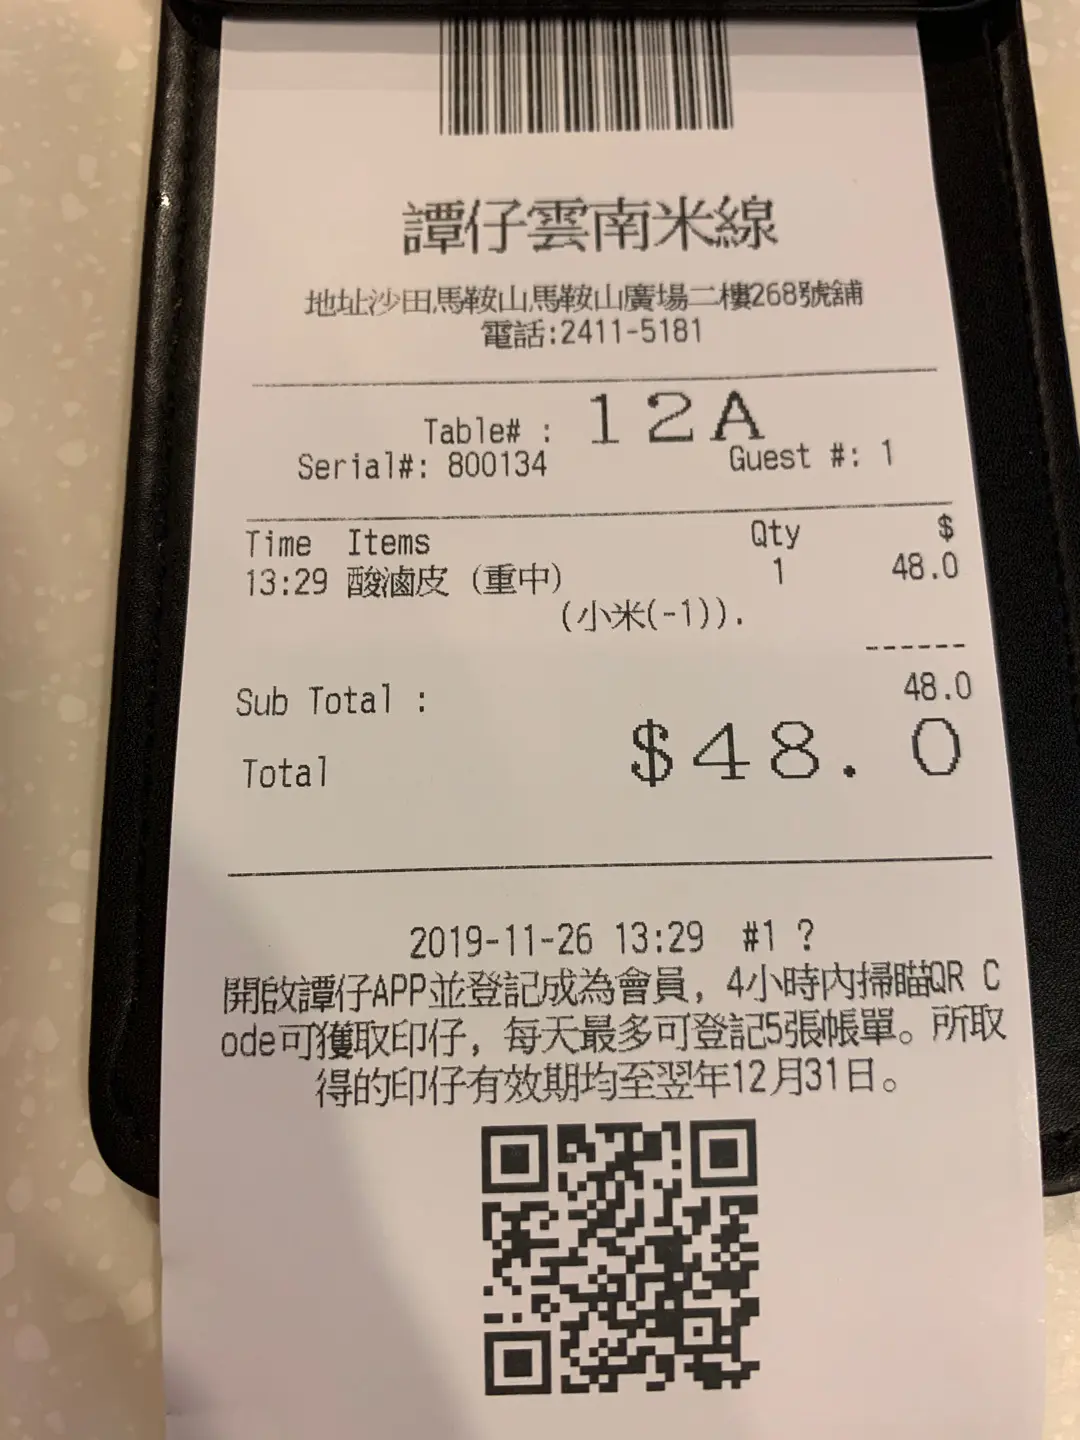 譚仔雲南米線
地址沙田馬鞍山馬鞍山廣場二樓268號舖
電話:2411-5181
Table# : 12A
Serial#: 800134 Guest #: 1
Time Items Qty $
13:29 酸滷皮 (重中) 1 48.0
(小米(-1)).
------
Sub Total : 48.0
Total $48.0
2019-11-26 13:29 #1 ?
開啟譚仔APP並登記成為會員, 4小時內掃瞄QR C
ode可獲取印仔, 每天最多可登記5張帳單。所取
得的印仔有效期均至翌年12月31日。